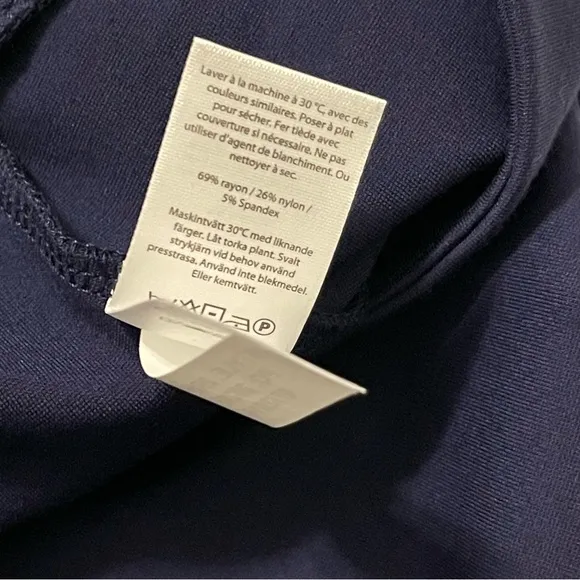 Laver à la machine à 30 °C, avec des
couleurs similaires. Poser à plat
pour sécher. Fer tiède avec
couverture si nécessaire. Ne pas
utiliser d'agent de blanchiment. Ou
nettoyer à sec.
69% rayon / 26% nylon /
5% Spandex
Maskintvätt 30°C med liknande
färger. Låt torka plant. Svalt
strykjärn vid behov använd
presstrasa. Använd inte blekmedel.
Eller kemtvätt.
P